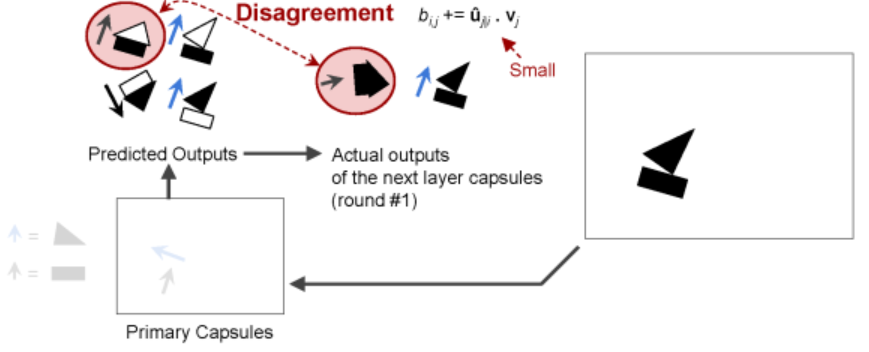 Disagreement
b_{i,j} += û_{j|i} . v_j
Small
Predicted Outputs
Actual outputs
of the next layer capsules
(round #1)
=
=
Primary Capsules